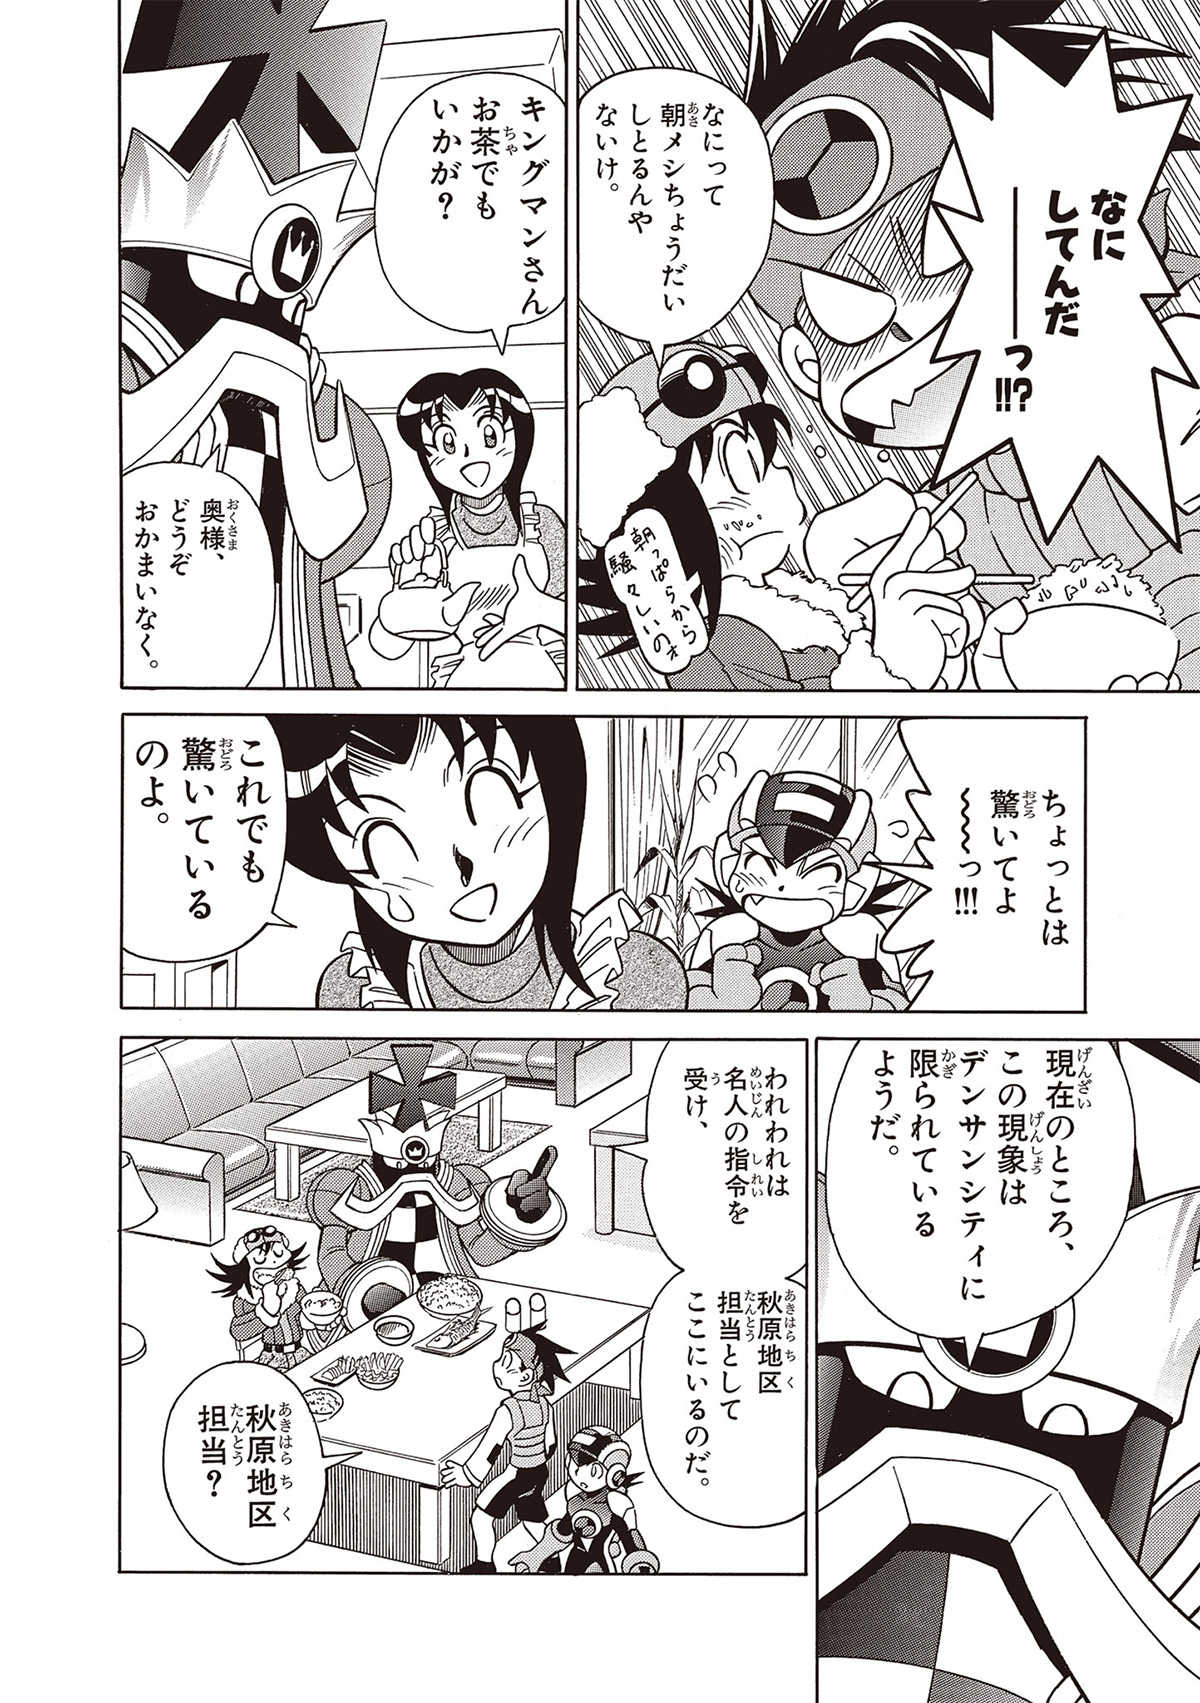 なに
してんだ
――っ!!?
なにって
朝メシちょうだい
しとるんや
ないけ。
朝っぱらから
騒々しいのォ
キングマンさん
お茶でも
いかが？
奥様、
どうぞ
おかまいなく。
ちょっとは
驚いてよ
～～っ!!!
これでも
驚いている
のよ。
現在のところ、
この現象は
デンサンシティに
限られている
ようだ。
われわれは
名人の指令を
受け、
秋原地区
担当として
ここにいるのだ。
秋原地区
担当？